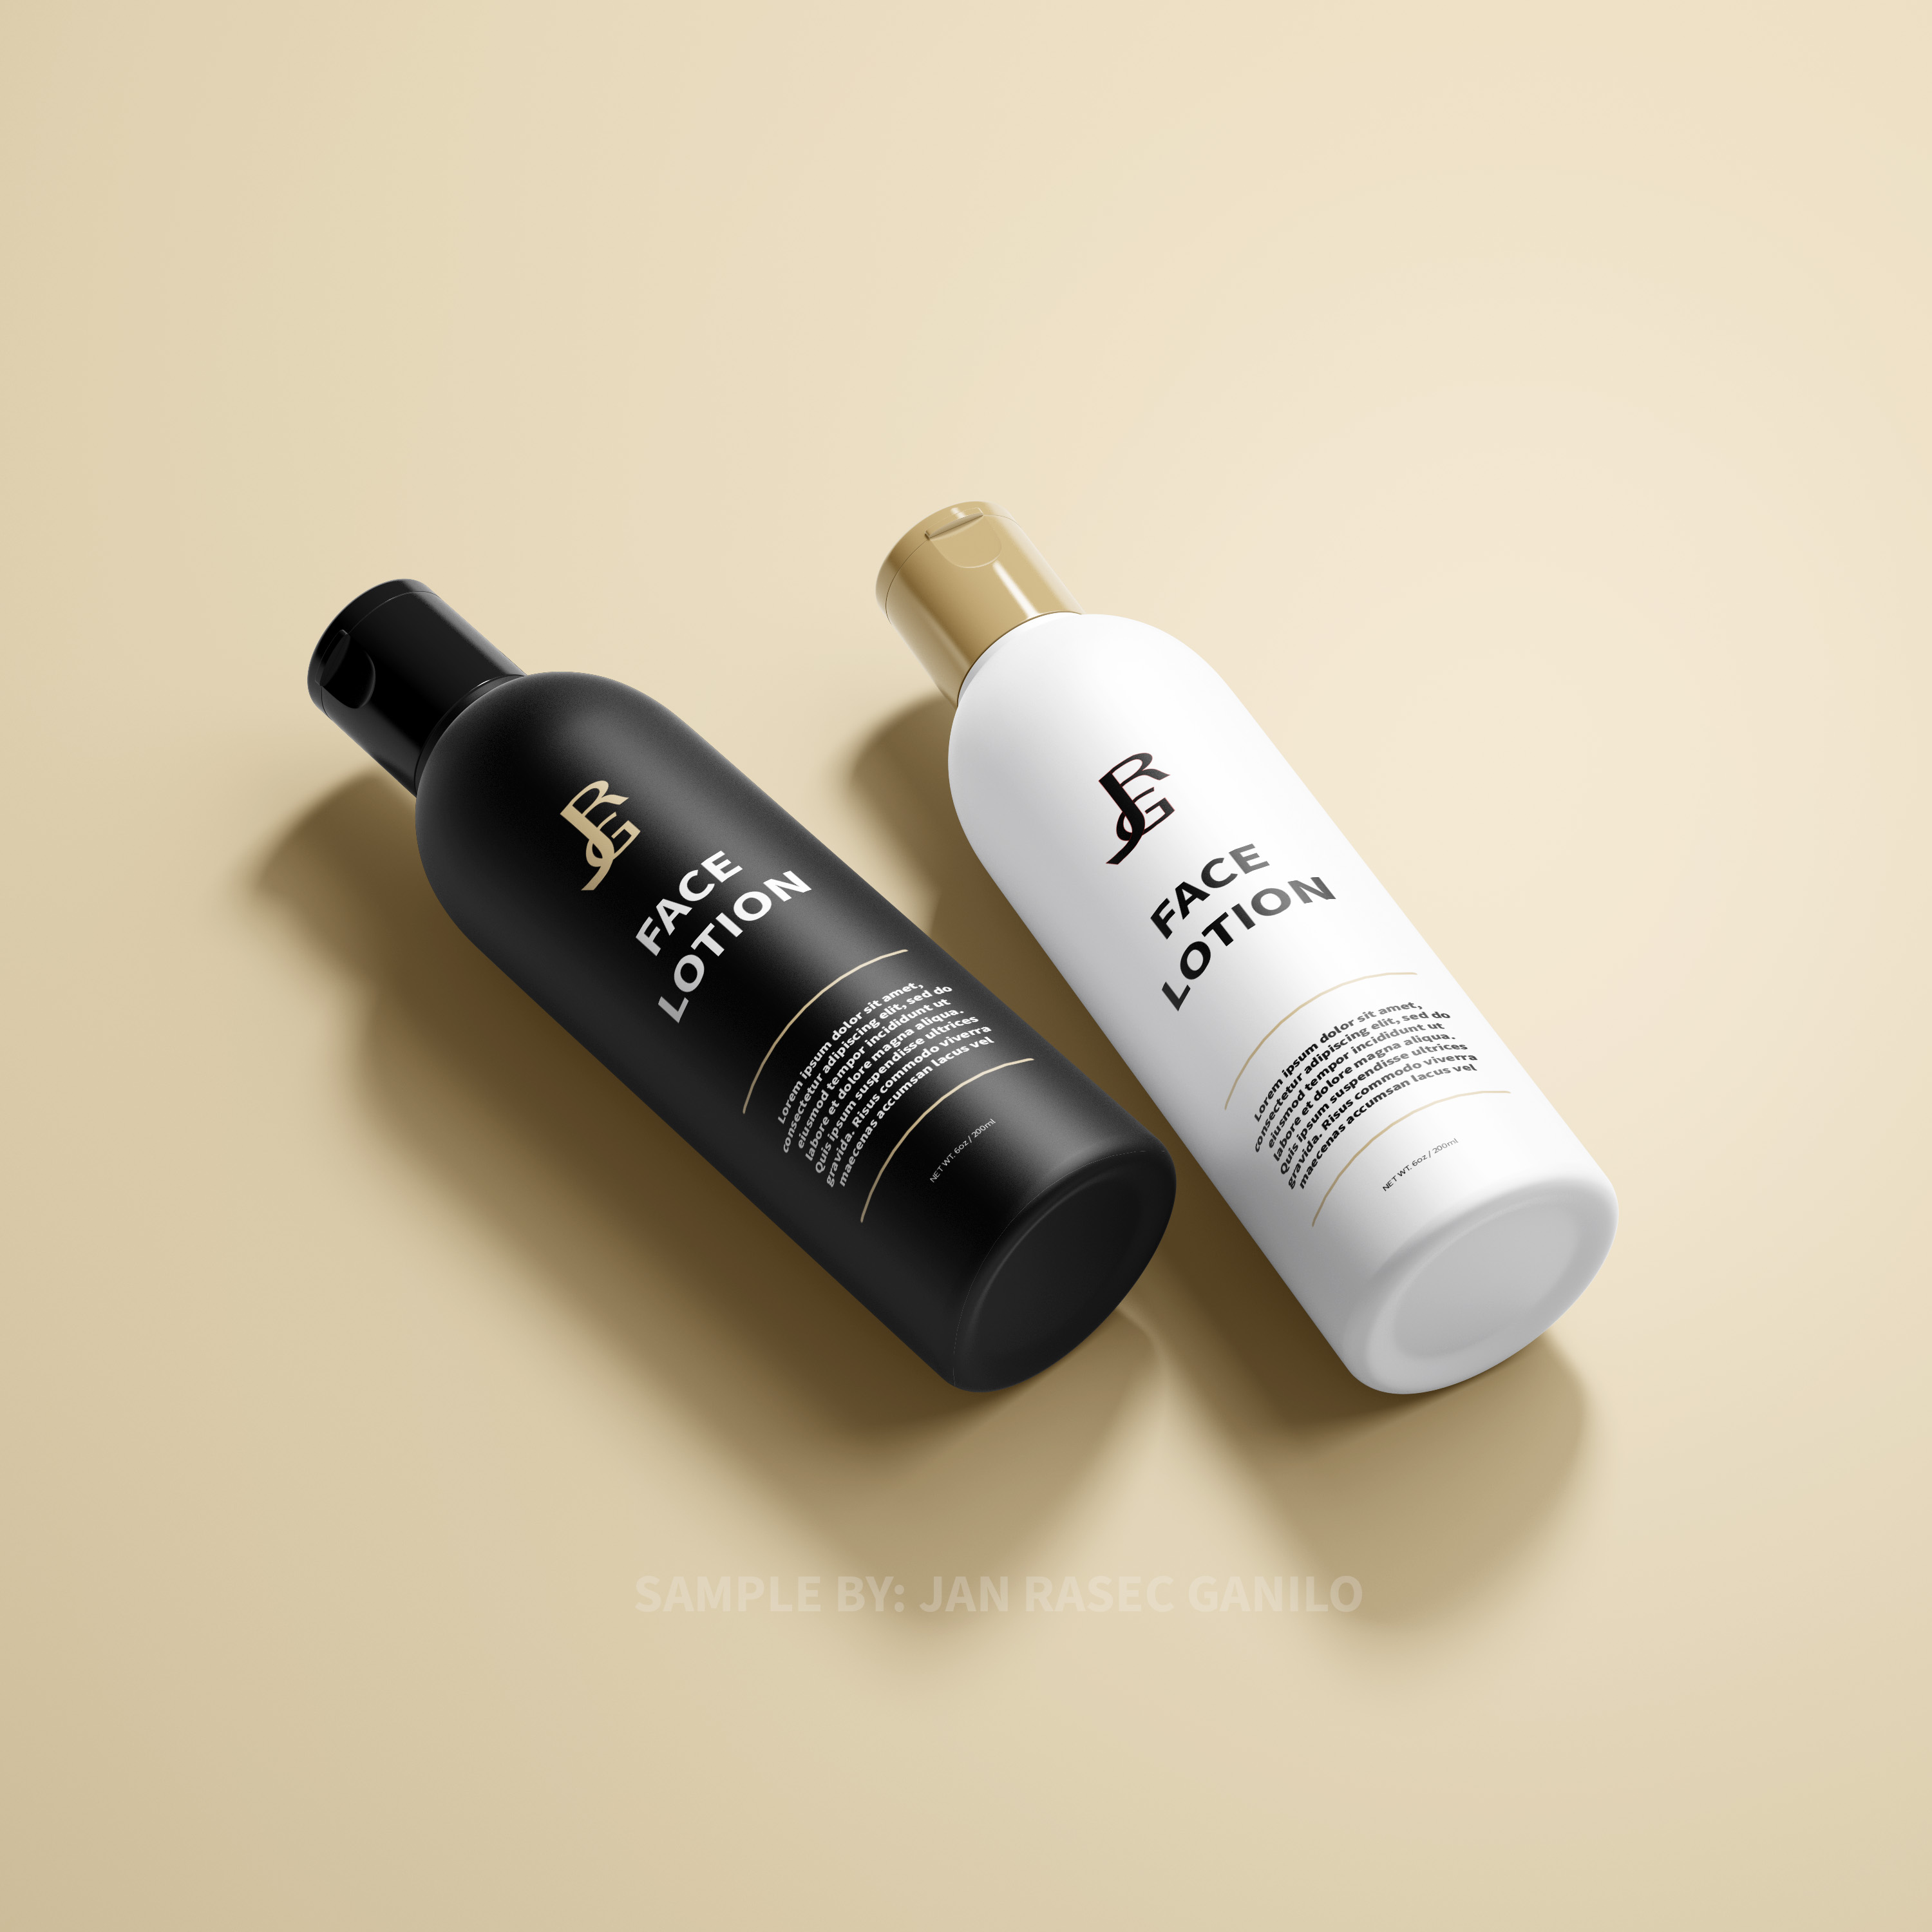 JRG
FACE
LOTION
Lorem ipsum dolor sit amet,
consectetur adipiscing elit, sed do
eiusmod tempor incididunt ut
labore et dolore magna aliqua.
Quis ipsum suspendisse ultrices
gravida. Risus commodo viverra
maecenas accumsan lacus vel
NET WT. 6oz / 200ml
JRG
FACE
LOTION
Lorem ipsum dolor sit amet,
consectetur adipiscing elit, sed do
eiusmod tempor incididunt ut
labore et dolore magna aliqua.
Quis ipsum suspendisse ultrices
gravida. Risus commodo viverra
maecenas accumsan lacus vel
NET WT. 6oz / 200ml
SAMPLE BY: JAN RASEC GANILO